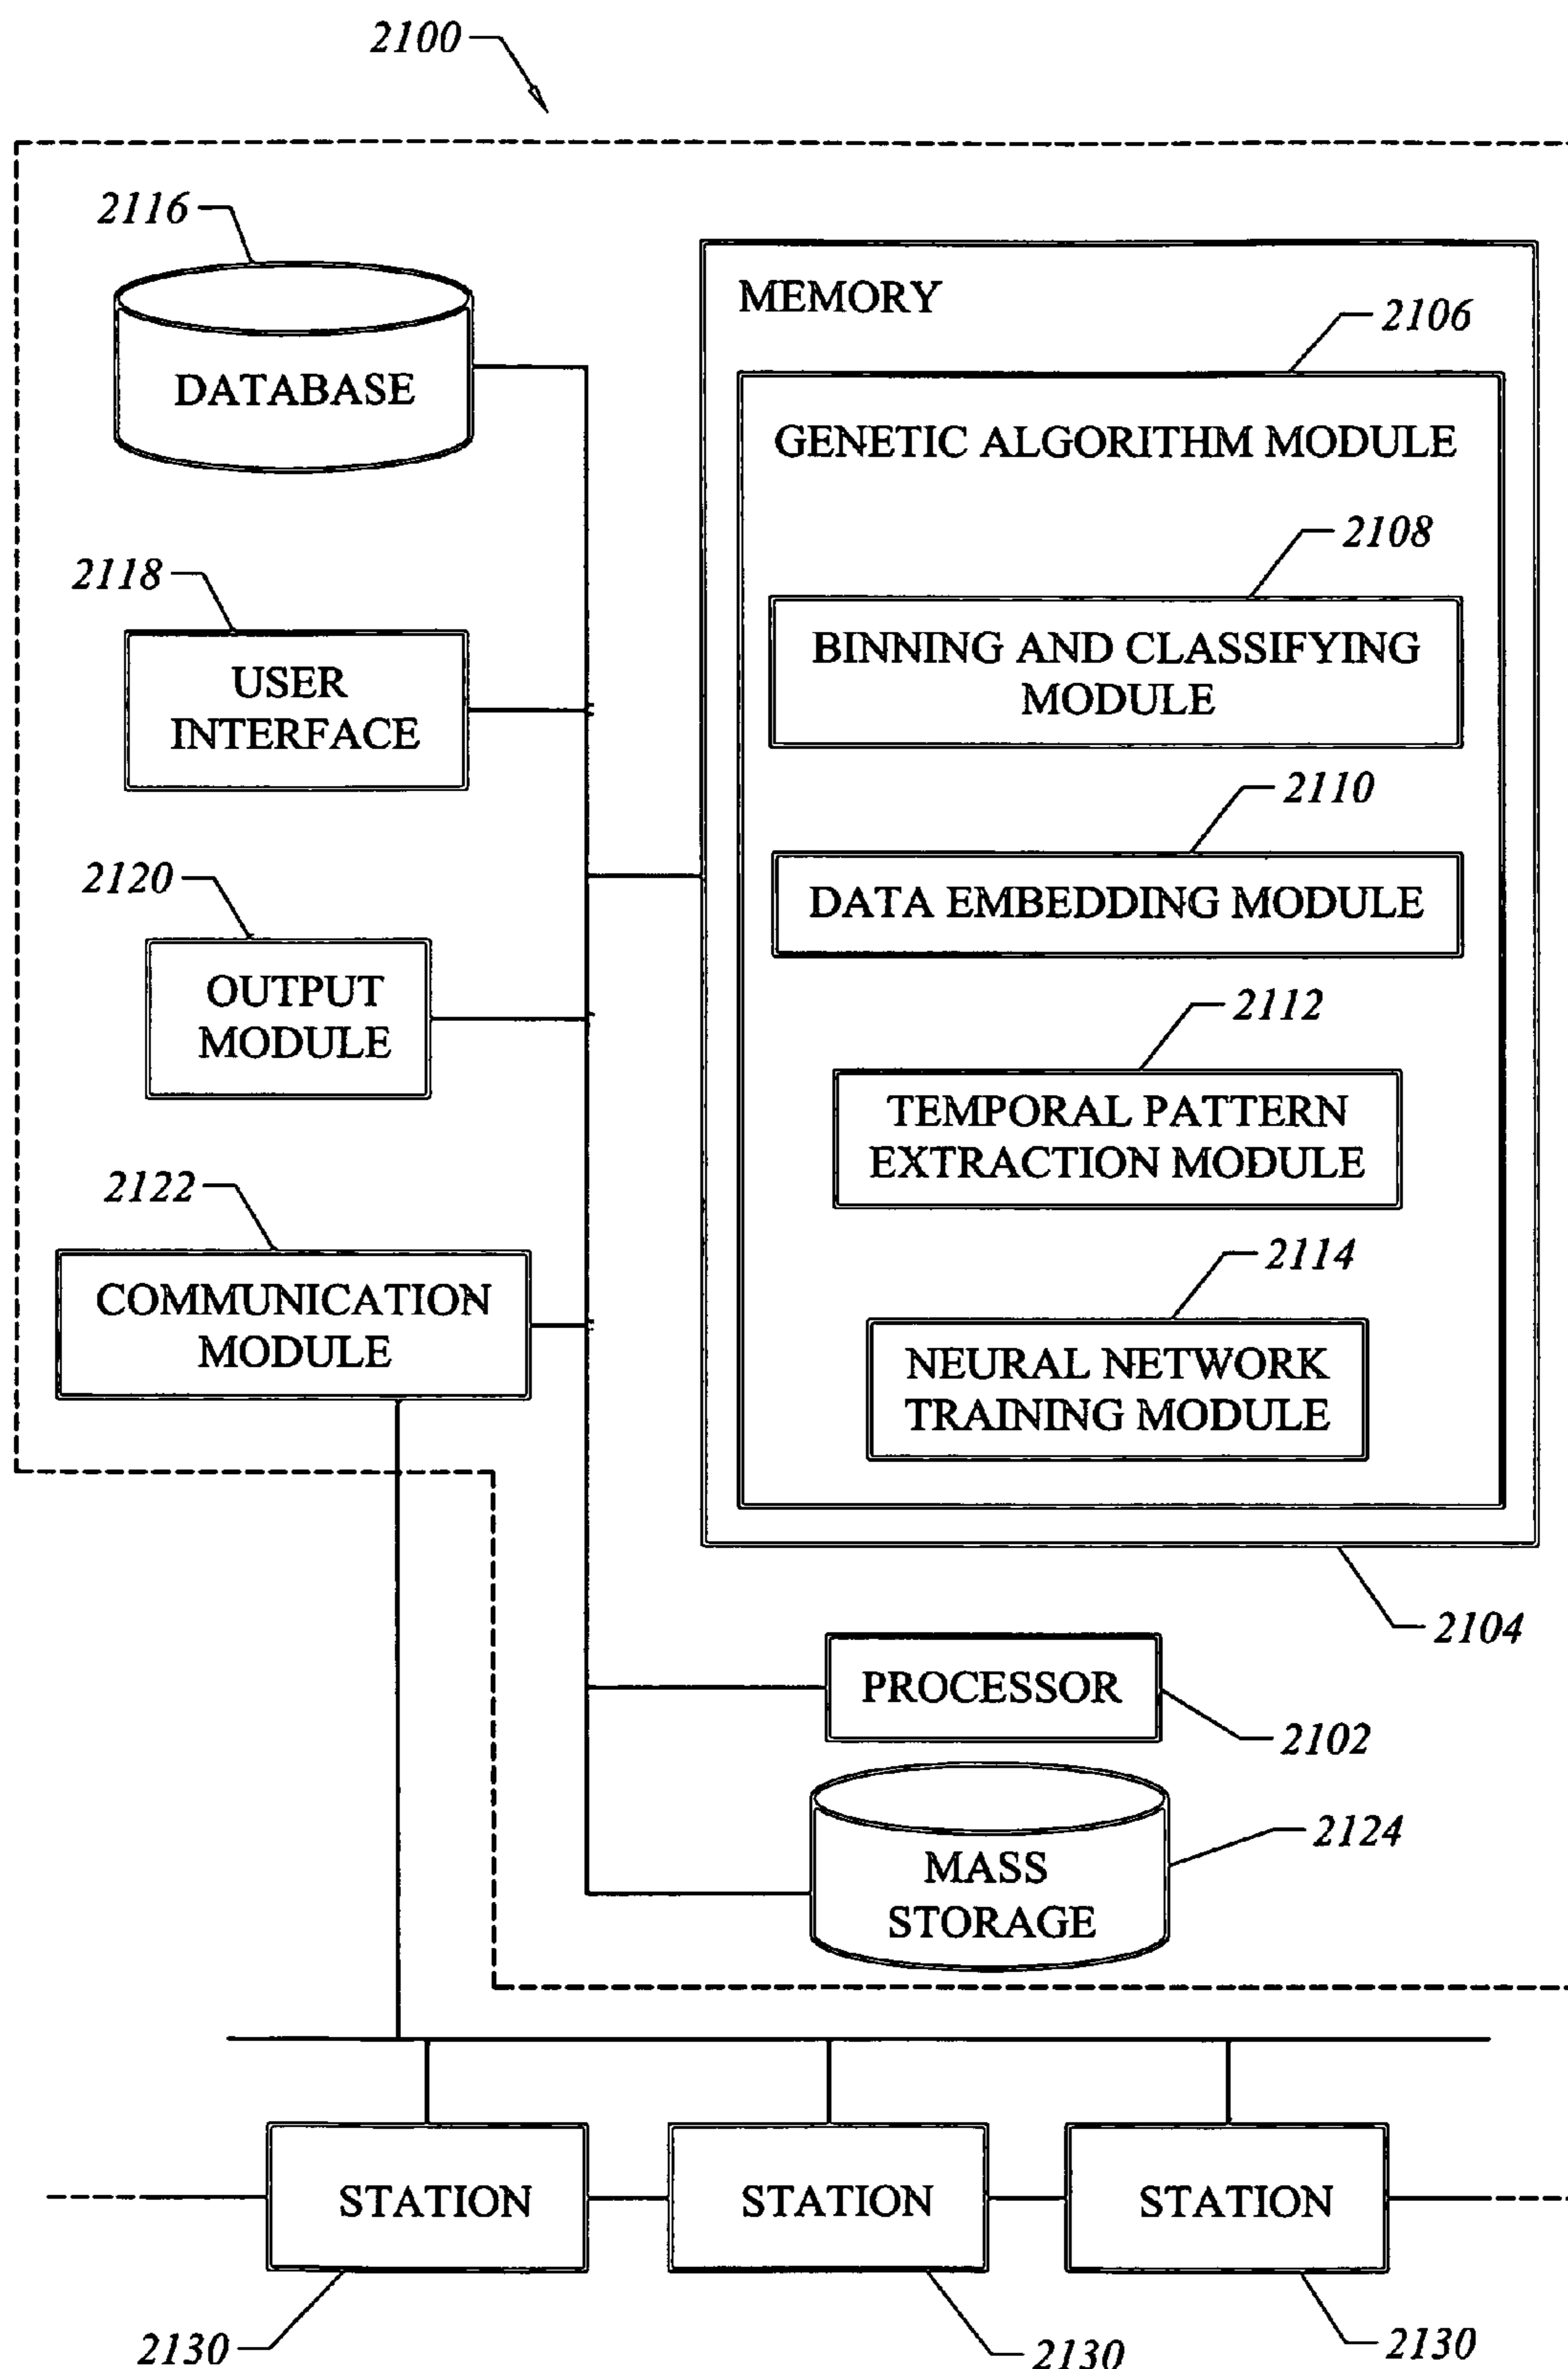 2100
2116
DATABASE
2118
USER
INTERFACE
2120
OUTPUT
MODULE
2122
COMMUNICATION
MODULE
MEMORY
2106
GENETIC ALGORITHM MODULE
2108
BINNING AND CLASSIFYING
MODULE
2110
DATA EMBEDDING MODULE
2112
TEMPORAL PATTERN
EXTRACTION MODULE
2114
NEURAL NETWORK
TRAINING MODULE
2104
PROCESSOR
2102
2124
MASS
STORAGE
STATION
STATION
STATION
2130
2130
2130